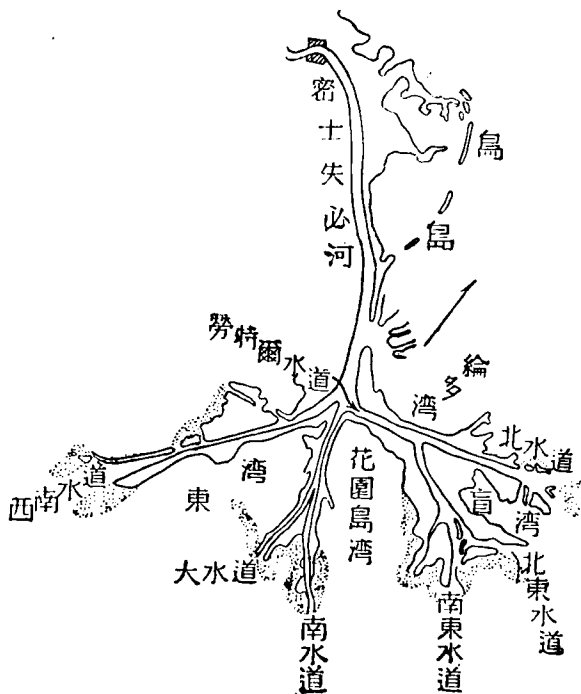 密士失必河
島
島
勞特爾水道
綸多湾
北水道
盲湾
北東水道
南東水道
花園島湾
南水道
大水道
東湾
西南水道